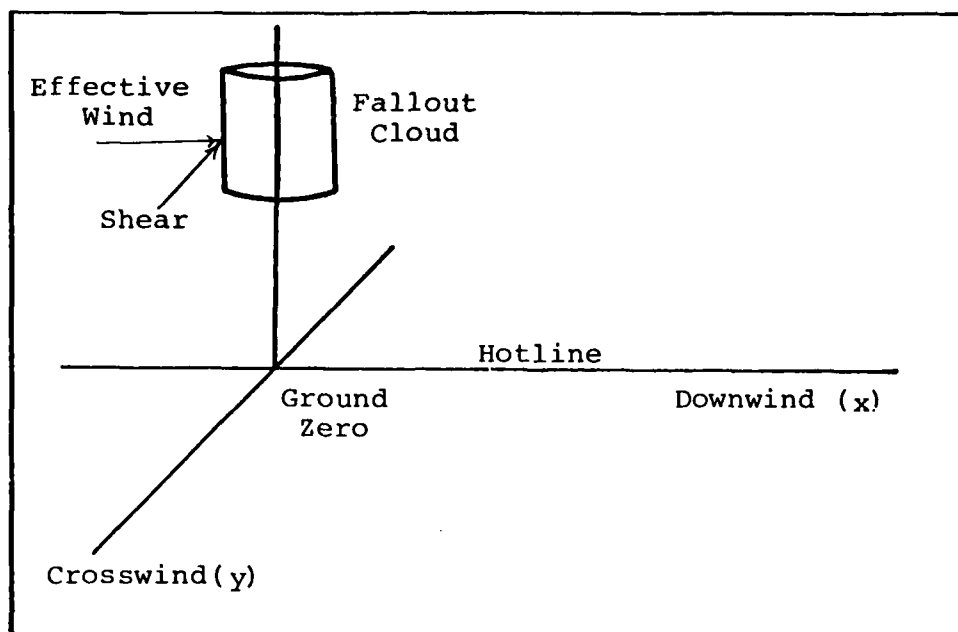 Effective
Wind
Fallout
Cloud
Shear
Hotline
Ground
Zero
Downwind (x)
Crosswind(y)